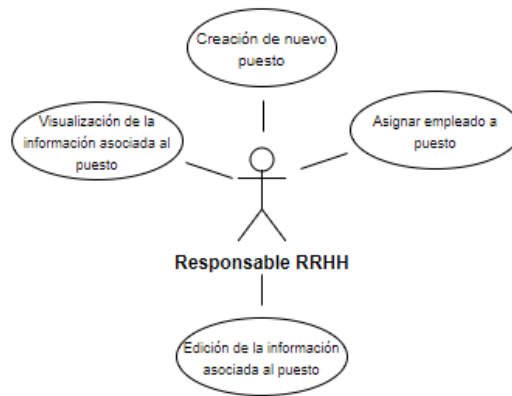 Creación de nuevo
puesto
Visualización de la
información asociada al
puesto
Asignar empleado a
puesto
Responsable RRHH
Edición de la información
asociada al puesto